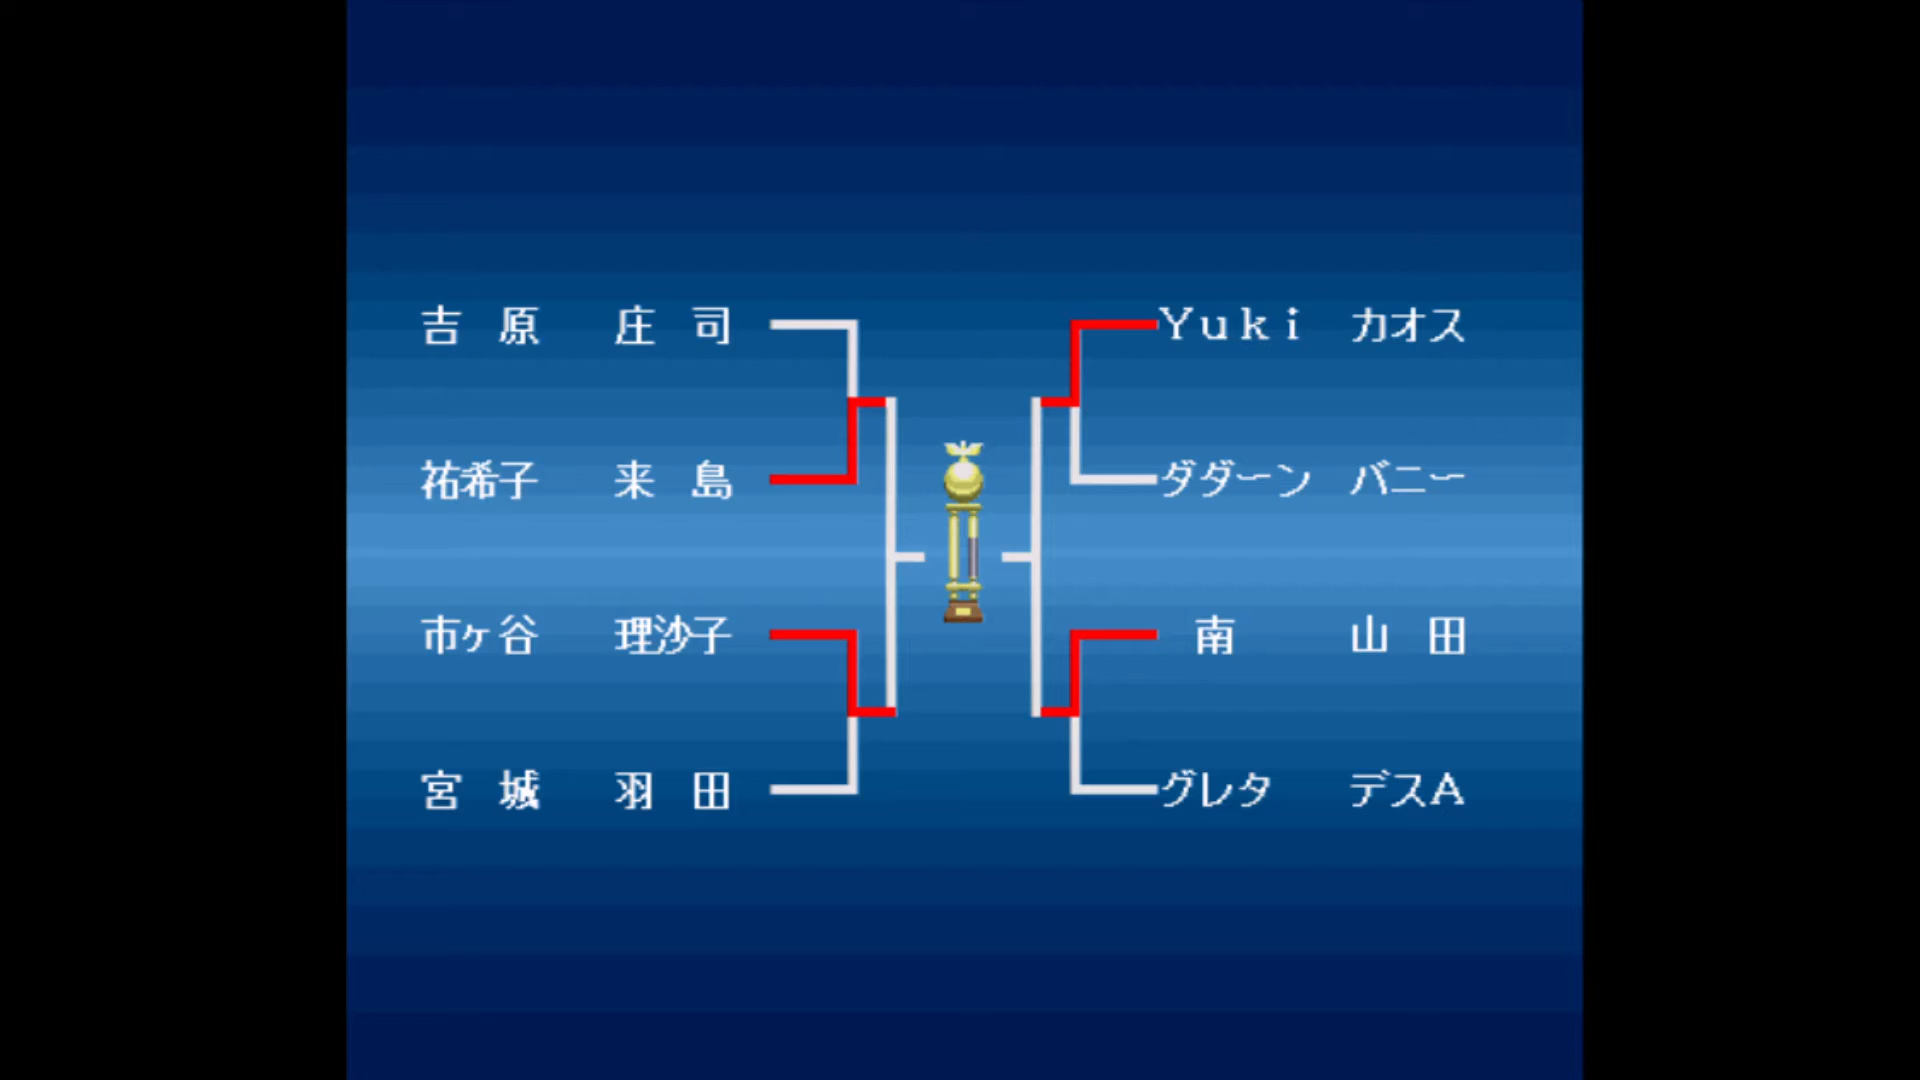 吉原 庄司
祐希子 来島
市ヶ谷 理沙子
宮城 羽田
Yuki カオス
ダダーン バニー
南 山田
グレタ デスA